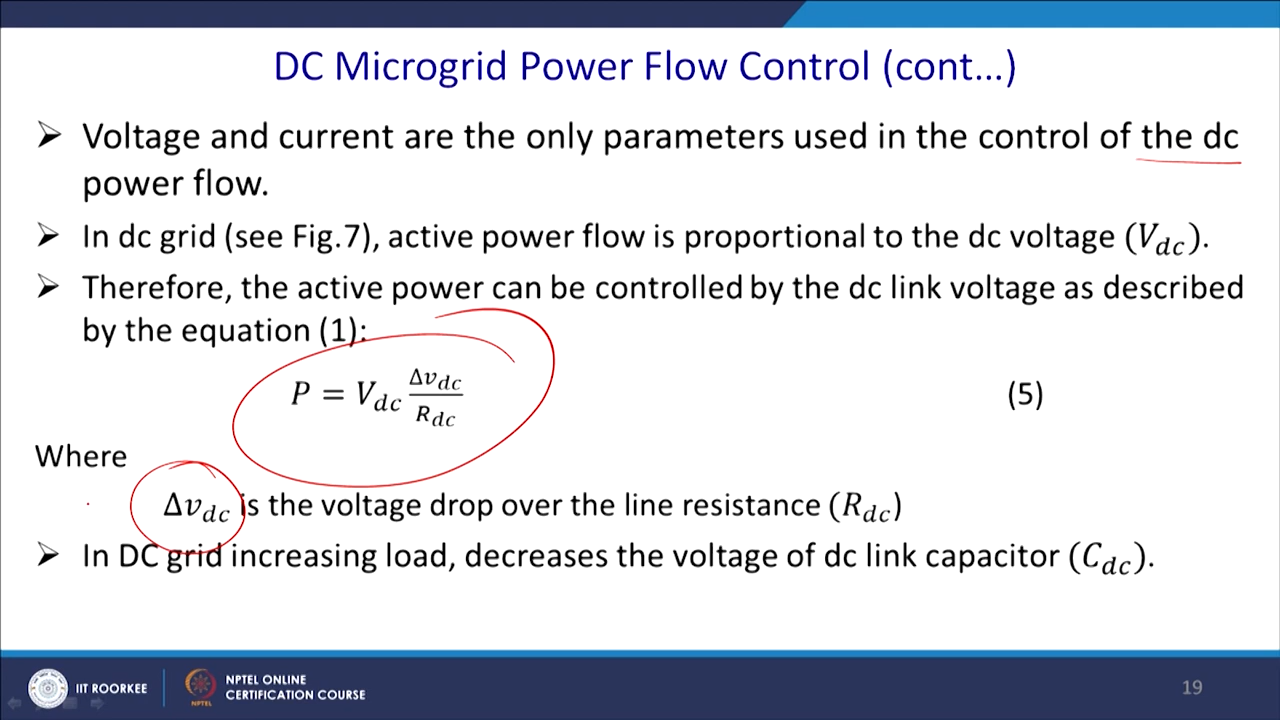 DC Microgrid Power Flow Control (cont...)
➢ Voltage and current are the only parameters used in the control of the dc
power flow.
➢ In dc grid (see Fig.7), active power flow is proportional to the dc voltage (V_dc).
➢ Therefore, the active power can be controlled by the dc link voltage as described
by the equation (1):
P = V_dc Δv_dc/R_dc (5)
Where
Δv_dc is the voltage drop over the line resistance (R_dc)
➢ In DC grid increasing load, decreases the voltage of dc link capacitor (C_dc).
IIT ROORKEE
NPTEL
NPTEL ONLINE
CERTIFICATION COURSE
19